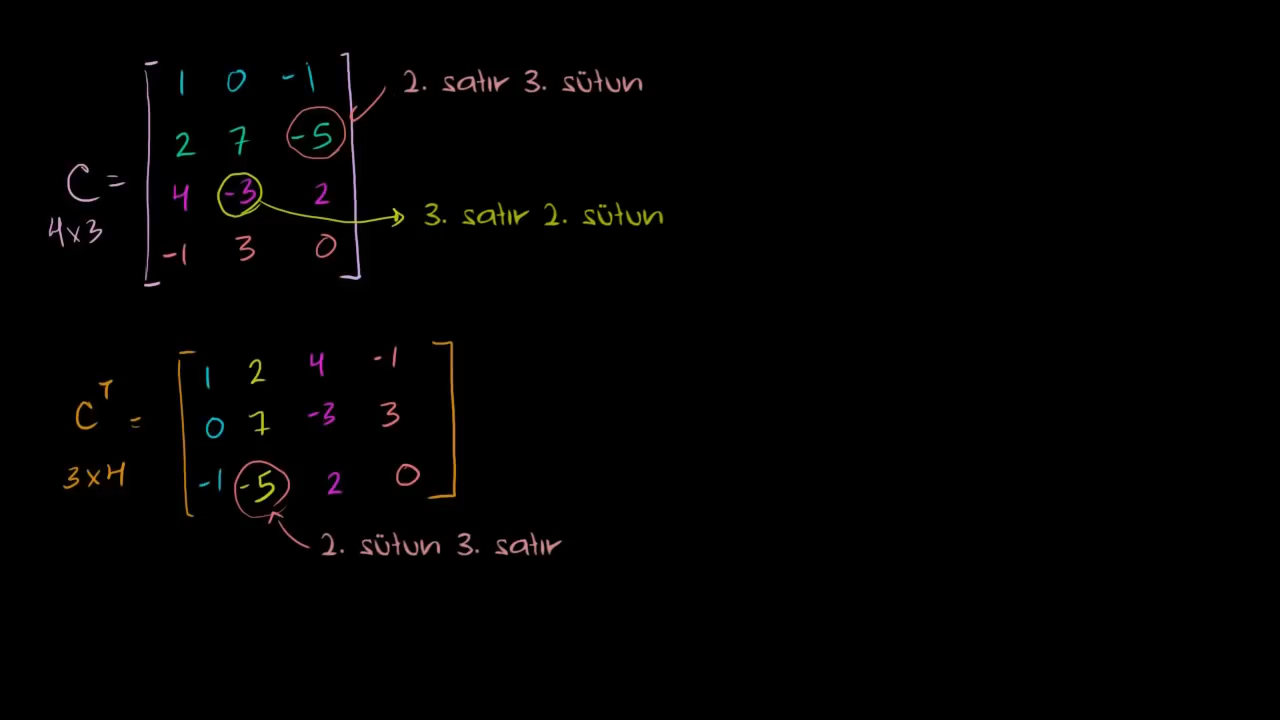 1 0 -1 2. satır 3. sütun
2 7 -5
C =
4 -3 2 3. satır 2. sütun
4x3
-1 3 0
1 2 4 -1
C^T =
0 7 -3 3
3x4
-1 -5 2 0
2. sütun 3. satır